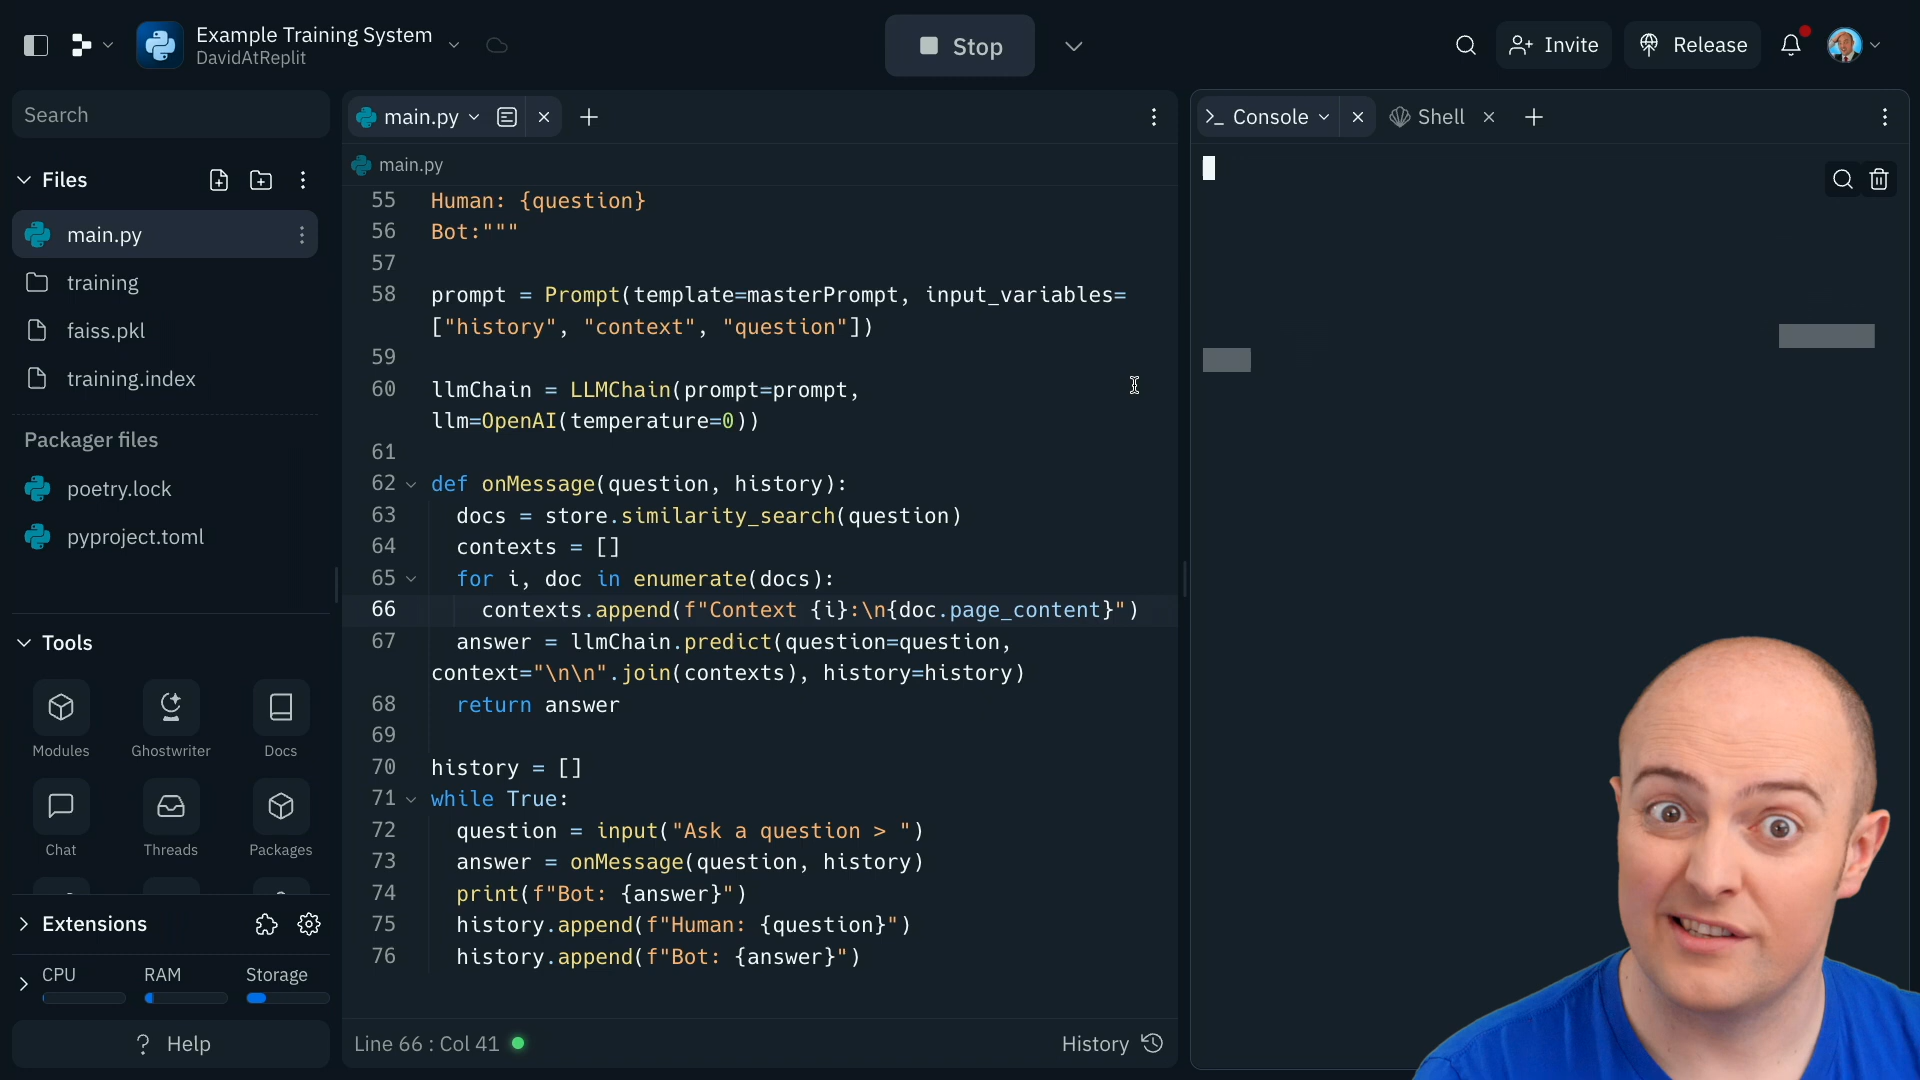 Example Training System
DavidAtReplit
Stop
Invite
Release
Search
Files
main.py
training
faiss.pkl
training.index
Packager files
poetry.lock
pyproject.toml
Tools
Modules
Ghostwriter
Docs
Chat
Threads
Packages
Extensions
CPU
RAM
Storage
? Help
main.py
main.py
55 Human: {question}
56 Bot:"""
57
58 prompt = Prompt(template=masterPrompt, input_variables=
["history", "context", "question"])
59
60 llmChain = LLMChain(prompt=prompt,
llm=OpenAI(temperature=0))
61
62 def onMessage(question, history):
63 docs = store.similarity_search(question)
64 contexts = []
65 for i, doc in enumerate(docs):
66 contexts.append(f"Context {i}:\n{doc.page_content}")
67 answer = llmChain.predict(question=question,
context="\n\n".join(contexts), history=history)
68 return answer
69
70 history = []
71 while True:
72 question = input("Ask a question > ")
73 answer = onMessage(question, history)
74 print(f"Bot: {answer}")
75 history.append(f"Human: {question}")
76 history.append(f"Bot: {answer}")
Line 66 : Col 41
History
Console
Shell